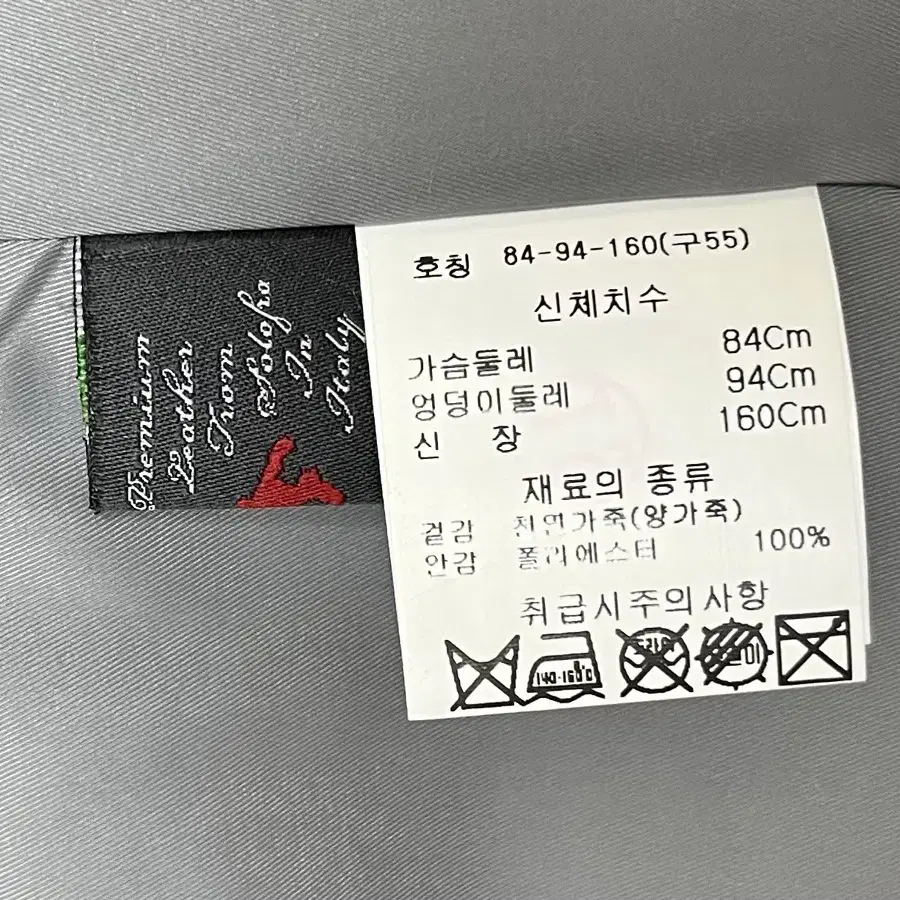 Premium
Leather
From
Solofra
In
Italy
호칭 84-94-160(구55)
신체치수
가슴둘레 84Cm
엉덩이둘레 94Cm
신 장 160Cm
재료의 종류
겉감 천연가죽(양가죽)
안감 폴리에스터 100%
취급시주의사항
140-160℃
드라이